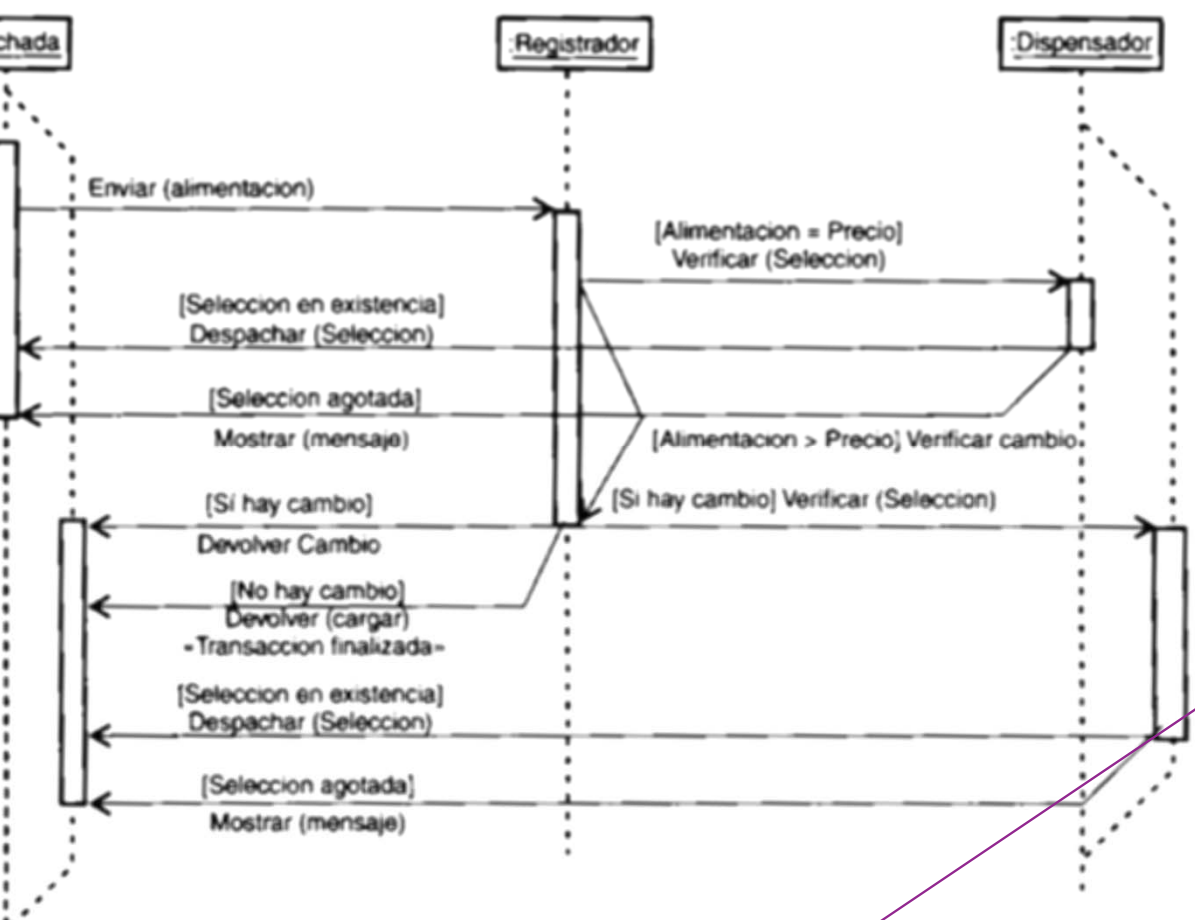 chada
:Registrador
:Dispensador
Enviar (alimentacion)
[Alimentacion = Precio]
Verificar (Seleccion)
[Seleccion en existencia]
Despachar (Seleccion)
[Seleccion agotada]
Mostrar (mensaje)
[Alimentacion > Precio] Verificar cambio
[Sí hay cambio]
Devolver Cambio
[Si hay cambio] Verificar (Seleccion)
[No hay cambio]
Devolver (cargar)
«Transaccion finalizada»
[Seleccion en existencia]
Despachar (Seleccion)
[Seleccion agotada]
Mostrar (mensaje)